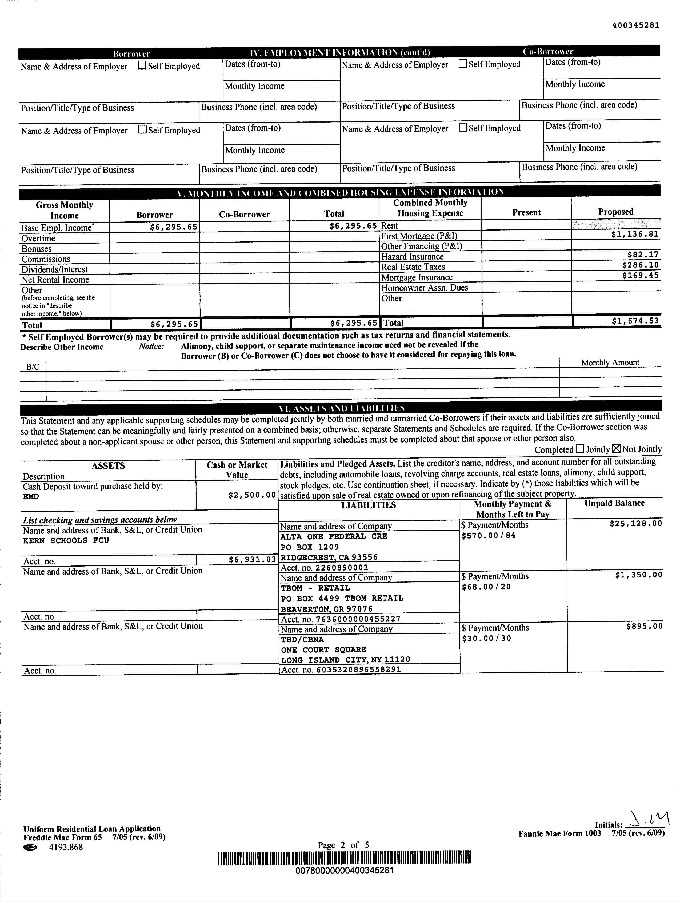 400345281
Borrower IV. EMPLOYMENT INFORMATION (cont'd) Co-Borrower
Name & Address of Employer ☐ Self Employed Dates (from-to) Name & Address of Employer ☐ Self Employed Dates (from-to)
Monthly Income Monthly Income
Position/Title/Type of Business Business Phone (incl. area code) Position/Title/Type of Business Business Phone (incl. area code)
Name & Address of Employer ☐ Self Employed Dates (from-to) Name & Address of Employer ☐ Self Employed Dates (from-to)
Monthly Income Monthly Income
Position/Title/Type of Business Business Phone (incl. area code) Position/Title/Type of Business Business Phone (incl. area code)
V. MONTHLY INCOME AND COMBINED HOUSING EXPENSE INFORMATION
Gross Monthly Income Borrower Co-Borrower Total Combined Monthly Housing Expense Present Proposed
Base Empl. Income* $6,295.65 $6,295.65 Rent
Overtime First Mortgage (P&I) $1,136.81
Bonuses Other Financing (P&I)
Commissions Hazard Insurance $82.17
Dividends/Interest Real Estate Taxes $286.10
Net Rental Income Mortgage Insurance $169.45
Other Homeowner Assn. Dues
(before completing, see the notice in "describe other income," below) Other
Total $6,295.65 $6,295.65 Total $1,674.53
* Self Employed Borrower(s) may be required to provide additional documentation such as tax returns and financial statements.
Describe Other Income Notice: Alimony, child support, or separate maintenance income need not be revealed if the
Borrower (B) or Co-Borrower (C) does not choose to have it considered for repaying this loan.
B/C Monthly Amount
VI. ASSETS AND LIABILITIES
This Statement and any applicable supporting schedules may be completed jointly by both married and unmarried Co-Borrowers if their assets and liabilities are sufficiently joined
so that the Statement can be meaningfully and fairly presented on a combined basis; otherwise, separate Statements and Schedules are required. If the Co-Borrower section was
completed about a non-applicant spouse or other person, this Statement and supporting schedules must be completed about that spouse or other person also.
Completed ☐ Jointly ☒ Not Jointly
ASSETS Cash or Market Value
Description
Cash Deposit toward purchase held by:
EMD $2,500.00
Liabilities and Pledged Assets. List the creditor's name, address, and account number for all outstanding
debts, including automobile loans, revolving charge accounts, real estate loans, alimony, child support,
stock pledges, etc. Use continuation sheet, if necessary. Indicate by (*) those liabilities which will be
satisfied upon sale of real estate owned or upon refinancing of the subject property.
LIABILITIES Monthly Payment & Months Left to Pay Unpaid Balance
List checking and savings accounts below
Name and address of Bank, S&L, or Credit Union
KERN SCHOOLS FCU
Acct. no. $6,931.03
Name and address of Company $ Payment/Months $25,128.00
ALTA ONE FEDERAL CRE $570.00/84
PO BOX 1209
RIDGECREST, CA 93556
Acct. no. 2260890001
Name and address of Bank, S&L, or Credit Union
Acct. no.
Name and address of Company $ Payment/Months $1,350.00
TBOM - RETAIL $68.00/20
PO BOX 4499 TBOM RETAIL
BEAVERTON, OR 97076
Acct. no. 7636000000455227
Name and address of Bank, S&L, or Credit Union
Acct. no.
Name and address of Company $ Payment/Months $895.00
THD/CBNA $30.00/30
ONE COURT SQUARE
LONG ISLAND CITY, NY 11120
Acct. no. 6035320896558291
Uniform Residential Loan Application
Freddie Mac Form 65 7/05 (rev. 6/09)
4193.868
Page 2 of 5
Initials: J.M
Fannie Mae Form 1003 7/05 (rev. 6/09)
00780000000400345281